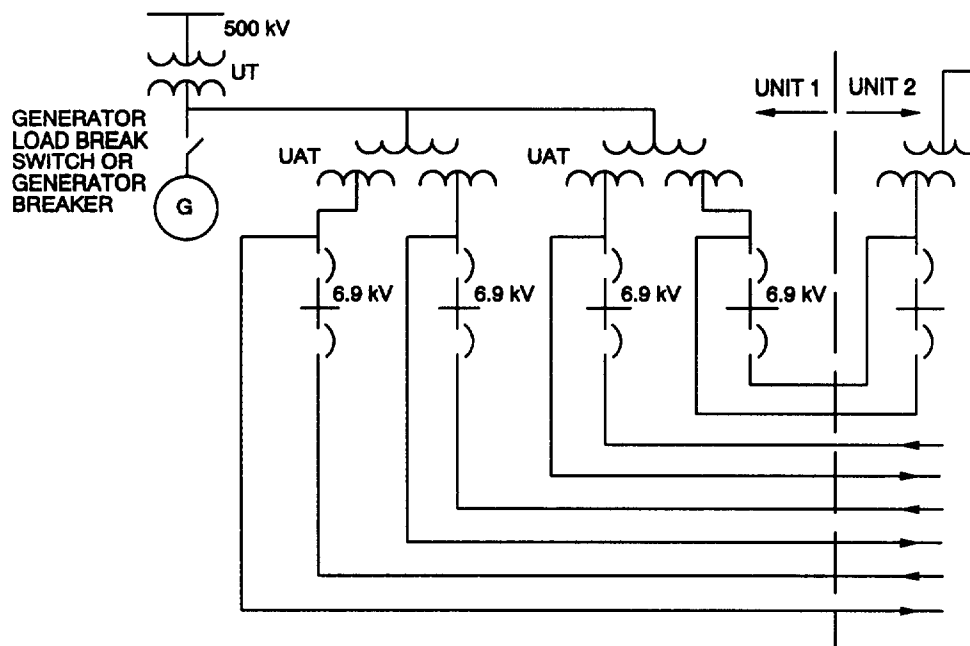 500 kV
UT
GENERATOR
LOAD BREAK
SWITCH OR
GENERATOR
BREAKER
G
UAT
UAT
UNIT 1
UNIT 2
6.9 kV
6.9 kV
6.9 kV
6.9 kV